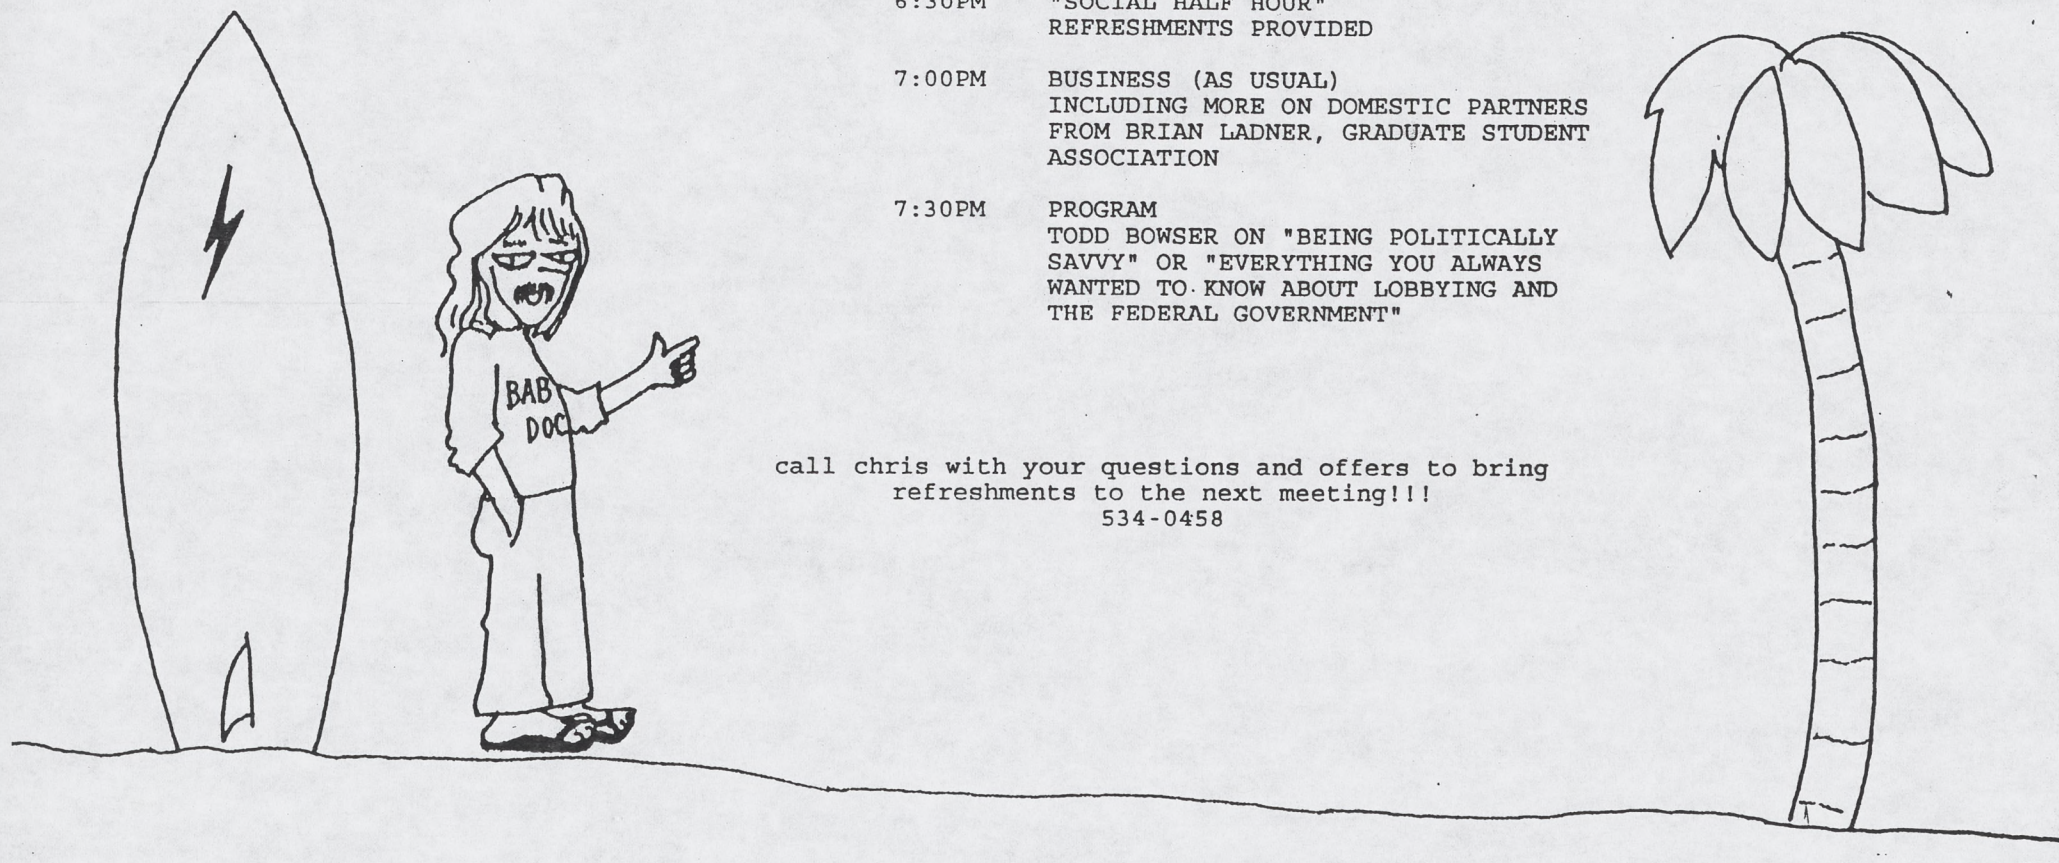 6:30PM "SOCIAL HALF HOUR"
REFRESHMENTS PROVIDED
7:00PM BUSINESS (AS USUAL)
INCLUDING MORE ON DOMESTIC PARTNERS
FROM BRIAN LADNER, GRADUATE STUDENT
ASSOCIATION
7:30PM PROGRAM
TODD BOWSER ON "BEING POLITICALLY
SAVVY" OR "EVERYTHING YOU ALWAYS
WANTED TO KNOW ABOUT LOBBYING AND
THE FEDERAL GOVERNMENT"
BAB
DOC
call chris with your questions and offers to bring
refreshments to the next meeting!!!
534-0458